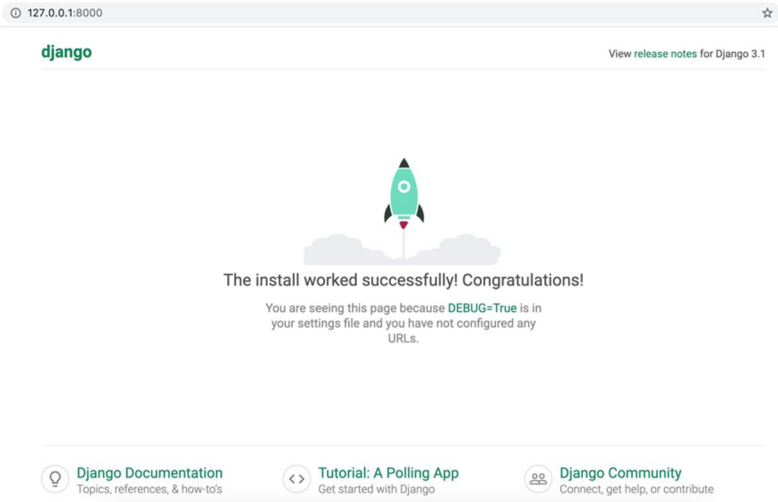 127.0.0.1:8000
django
View release notes for Django 3.1
The install worked successfully! Congratulations!
You are seeing this page because DEBUG=True is in
your settings file and you have not configured any
URLs.
Django Documentation
Topics, references, & how-to's
Tutorial: A Polling App
Get started with Django
Django Community
Connect, get help, or contribute